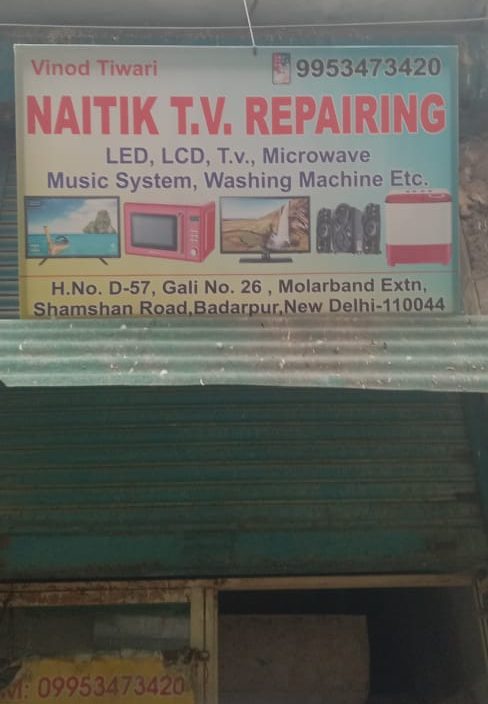 Vinod Tiwari 9953473420
NAITIK T.V. REPAIRING
LED, LCD, T.v., Microwave
Music System, Washing Machine Etc.
H.No. D-57, Gali No. 26 , Molarband Extn,
Shamshan Road,Badarpur,New Delhi-110044
M: 09953473420